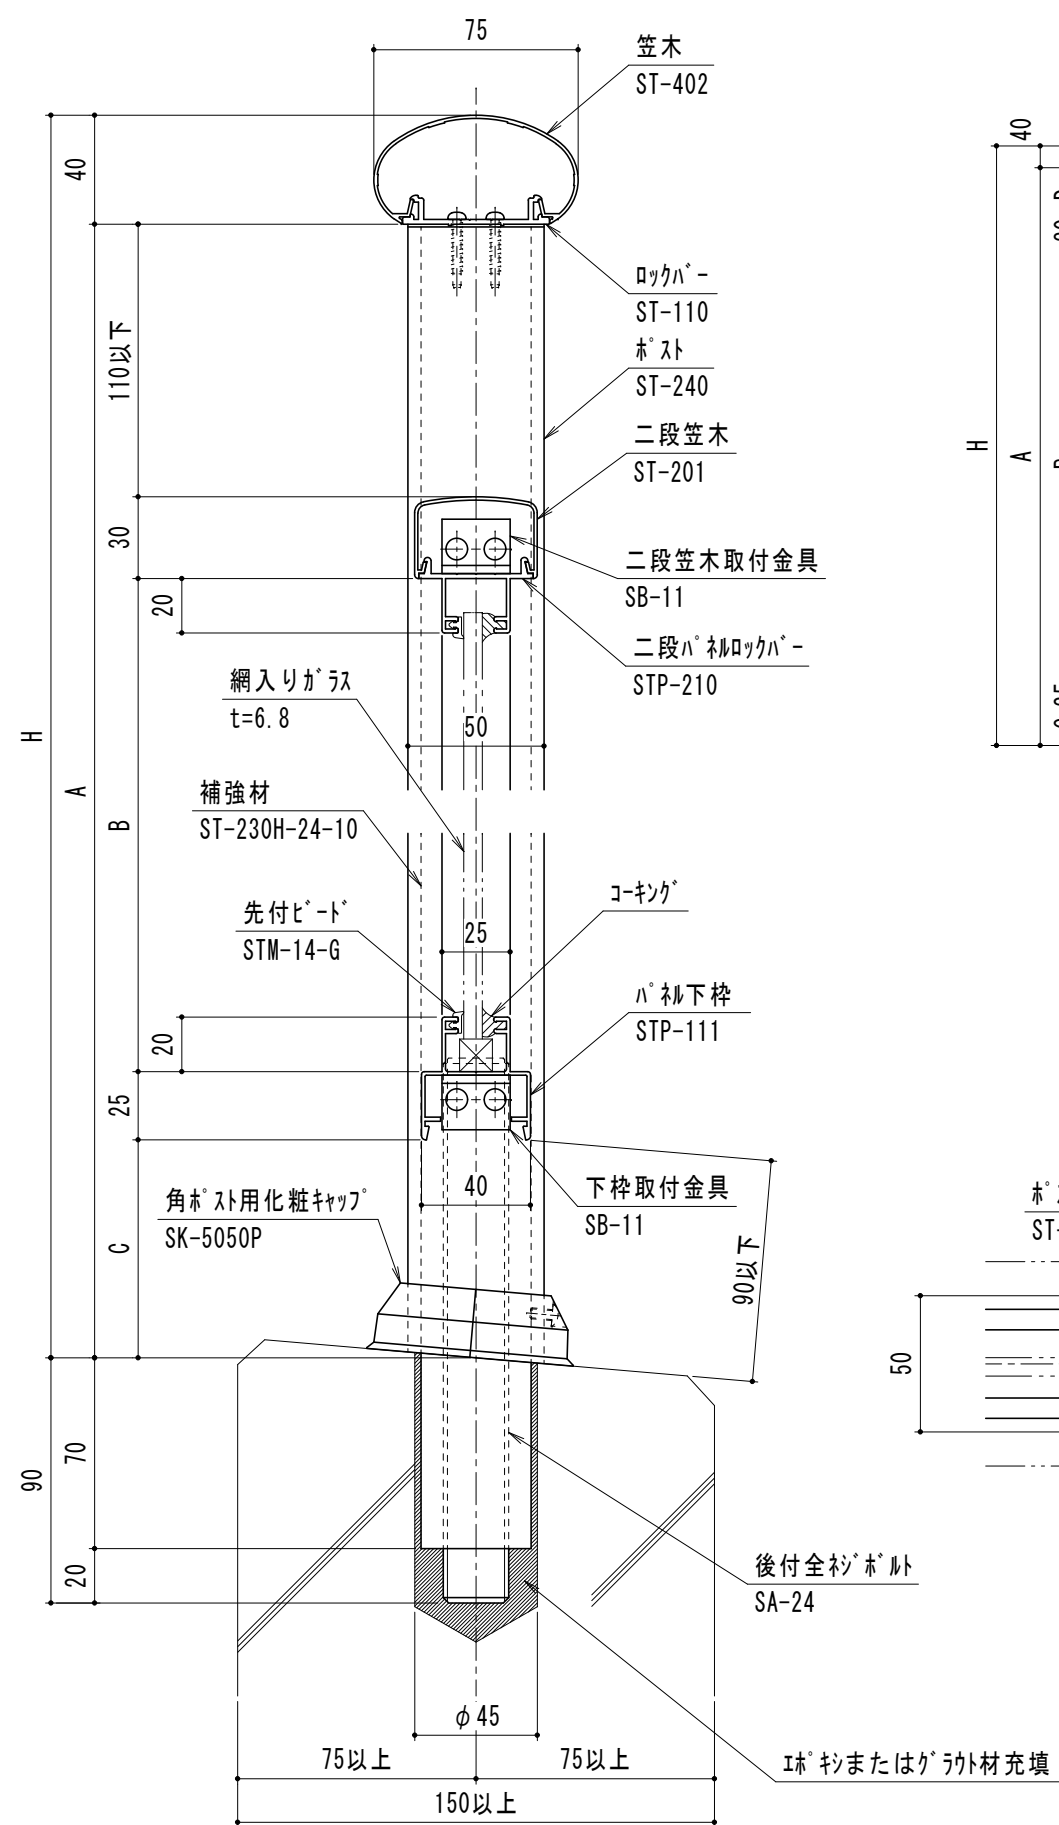 75
笠木
ST-402
40
ロックバー
ST-110
110以下
ポスト
ST-240
二段笠木
ST-201
30
二段笠木取付金具
SB-11
20
二段パネルロックバー
STP-210
網入りガラス
t=6.8
50
H
A
B
補強材
ST-230H-24-10
コーキング
先付ビード
STM-14-G
25
パネル下枠
STP-111
20
25
40
下枠取付金具
SB-11
角ポスト用化粧キャップ
SK-5050P
C
90以下
70
90
20
後付全ネジボルト
SA-24
φ45
75以上
75以上
エポキシまたはグラウト材充填
150以上
40
H
A
ST-
50